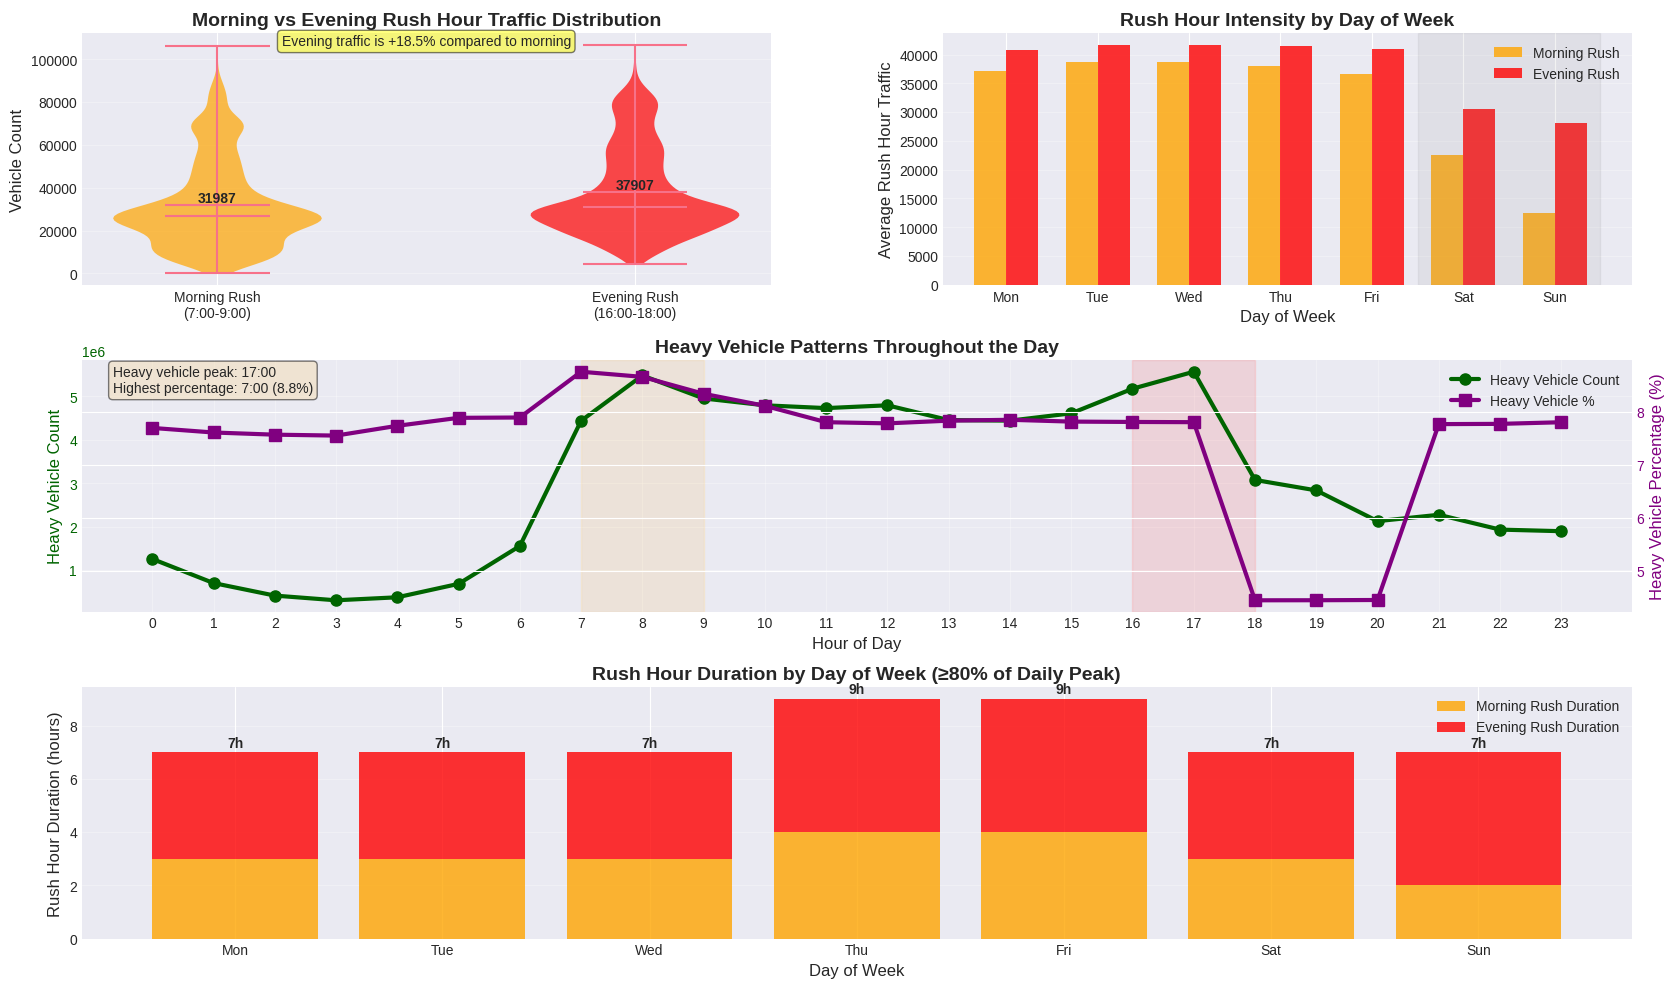 Morning vs Evening Rush Hour Traffic Distribution
Evening traffic is +18.5% compared to morning
Vehicle Count
100000
80000
60000
40000
20000
0
31987
37907
Morning Rush
(7:00-9:00)
Evening Rush
(16:00-18:00)
Rush Hour Intensity by Day of Week
Average Rush Hour Traffic
40000
35000
30000
25000
20000
15000
10000
5000
0
Morning Rush
Evening Rush
Mon Tue Wed Thu Fri Sat Sun
Day of Week
Heavy Vehicle Patterns Throughout the Day
1e6
Heavy vehicle peak: 17:00
Highest percentage: 7:00 (8.8%)
Heavy Vehicle Count
5
4
3
2
1
Heavy Vehicle Count
Heavy Vehicle %
8
7
6
5
Heavy Vehicle Percentage (%)
0 1 2 3 4 5 6 7 8 9 10 11 12 13 14 15 16 17 18 19 20 21 22 23
Hour of Day
Rush Hour Duration by Day of Week (≥80% of Daily Peak)
Rush Hour Duration (hours)
8
6
4
2
0
7h 7h 7h 9h 9h 7h 7h
Morning Rush Duration
Evening Rush Duration
Mon Tue Wed Thu Fri Sat Sun
Day of Week